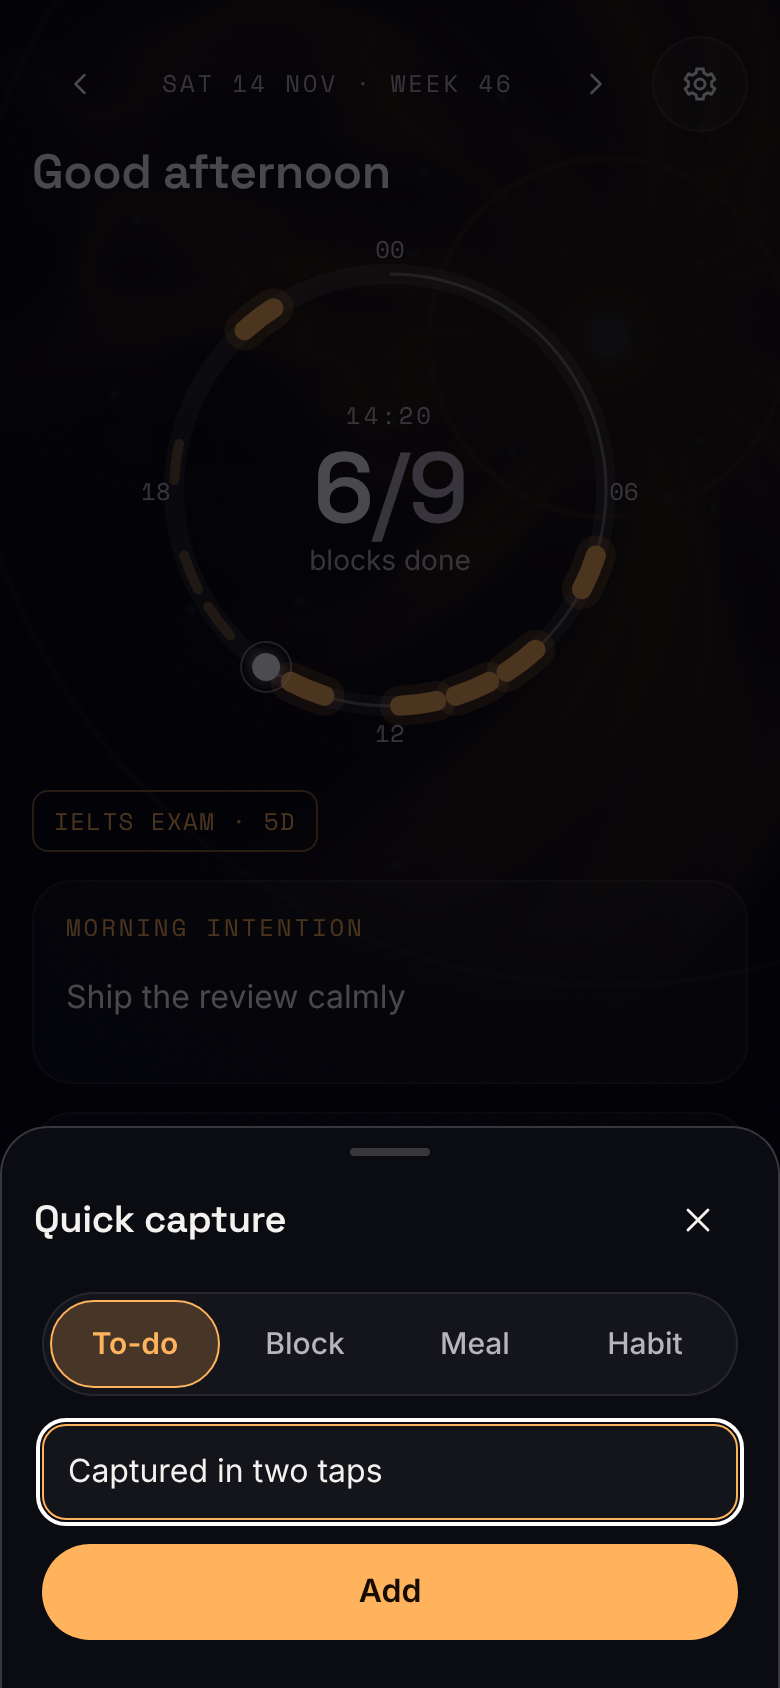 SAT 14 NOV · WEEK 46
Good afternoon
00
14:20
6/9
18
06
blocks done
12
IELTS EXAM · 5D
MORNING INTENTION
Ship the review calmly
Quick capture
To-do Block Meal Habit
Captured in two taps
Add